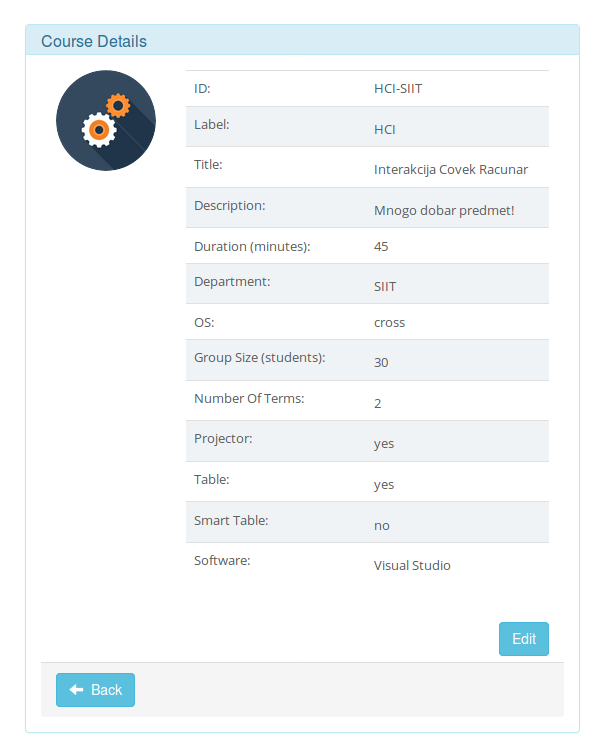 Course Details
ID: HCI-SIIT
Label: HCI
Title: Interakcija Covek Racunar
Description: Mnogo dobar predmet!
Duration (minutes): 45
Department: SIIT
OS: cross
Group Size (students): 30
Number Of Terms: 2
Projector: yes
Table: yes
Smart Table: no
Software: Visual Studio
Edit
Back